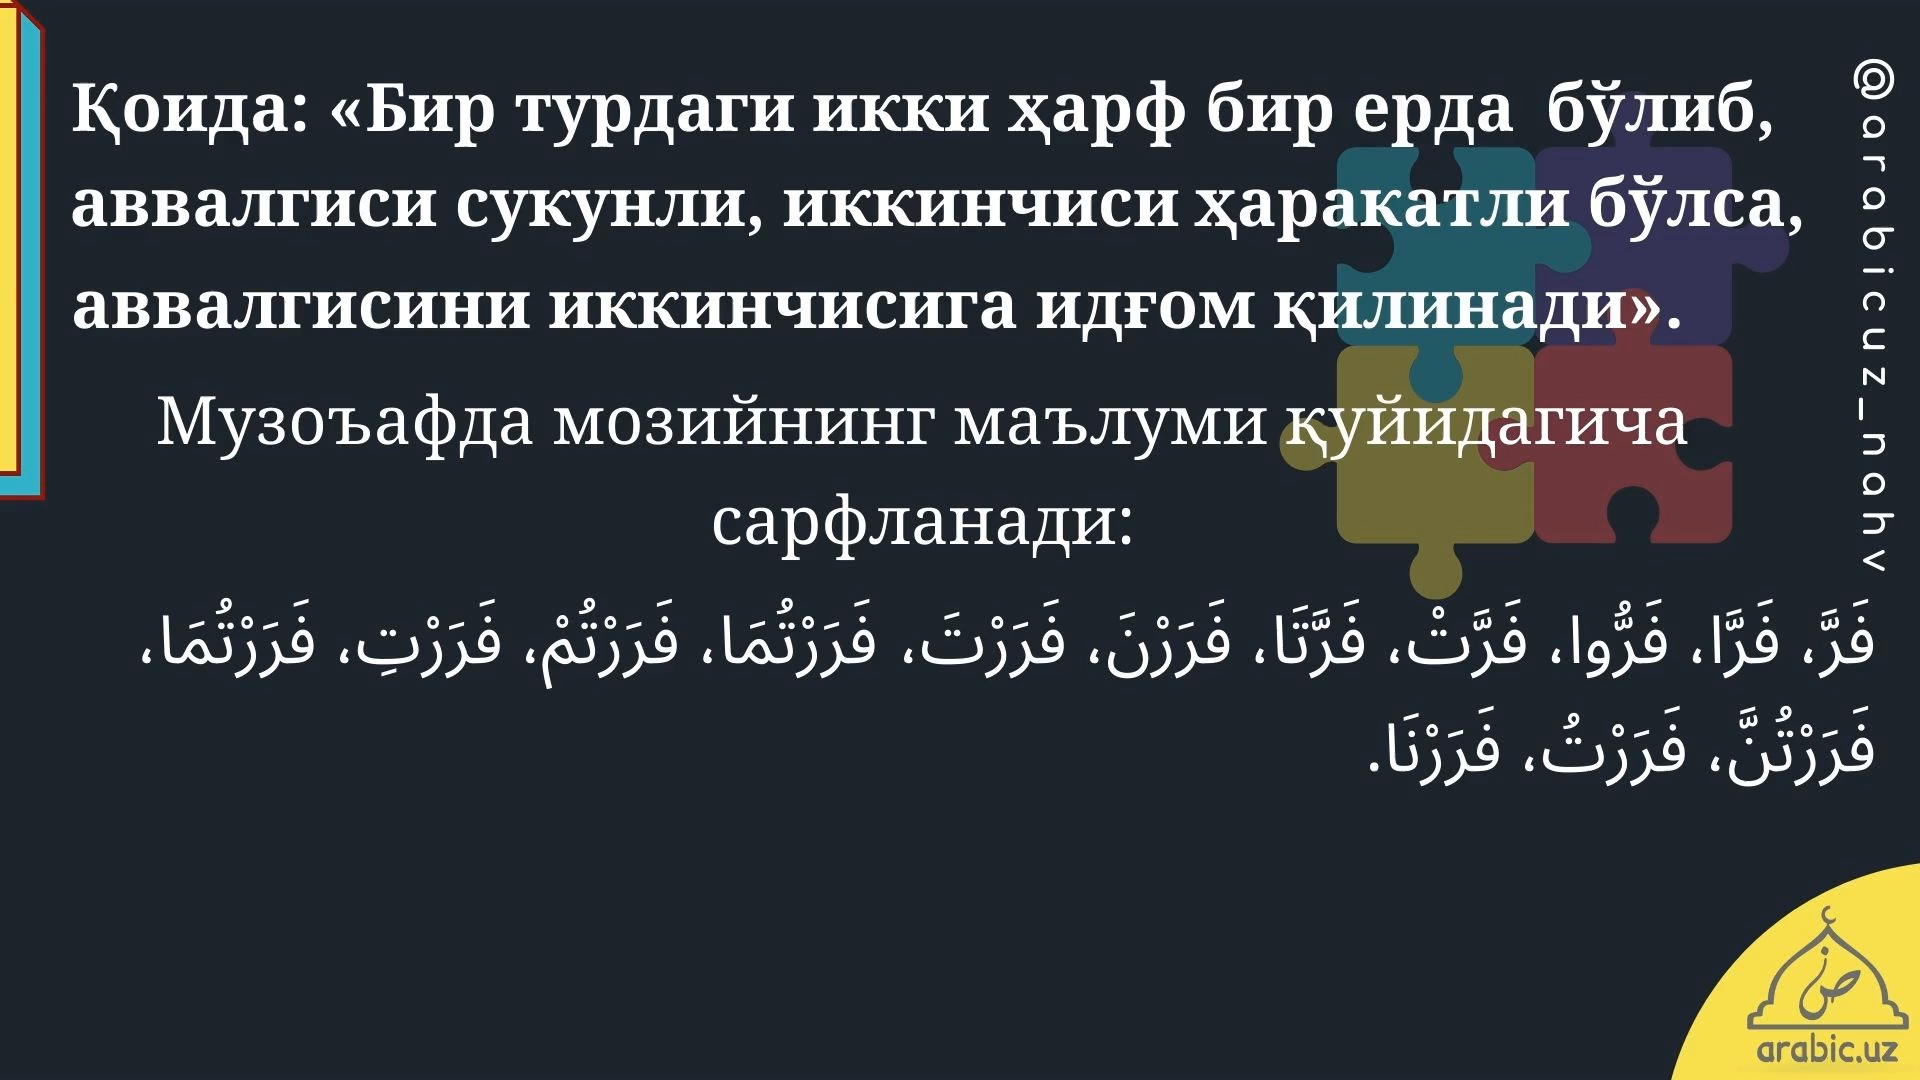 Қоида: «Бир турдаги икки ҳарф бир ерда бўлиб,
аввалгиси сукунли, иккинчиси ҳаракатли бўлса,
аввалгисини иккинчисига идғом қилинади».
Музоъафда мозийнинг маълуми қуйидагича
сарфланади:
فَرَّ، فَرَّا، فَرُّوا، فَرَّتْ، فَرَّتَا، فَرَرْنَ، فَرَرْتَ، فَرَرْتُمَا، فَرَرْتُمْ، فَرَرْتِ، فَرَرْتُمَا،
فَرَرْتُنَّ، فَرَرْتُ، فَرَرْنَا.
@arabicuz_nahv
ض
arabic.uz